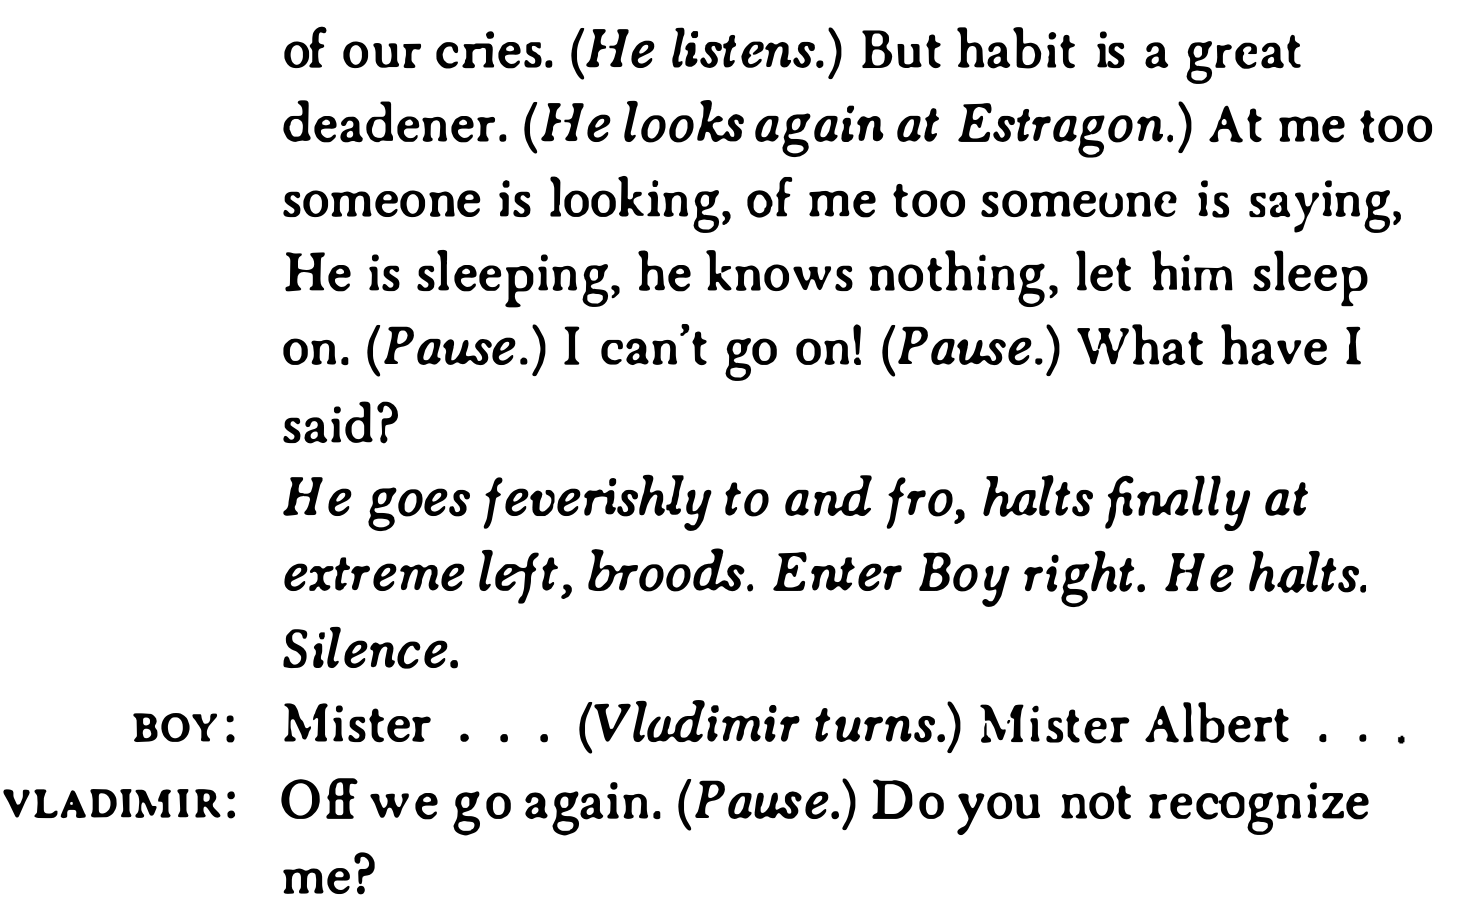 of our cries. (He listens.) But habit is a great
deadener. (He looks again at Estragon.) At me too
someone is looking, of me too someone is saying,
He is sleeping, he knows nothing, let him sleep
on. (Pause.) I can't go on! (Pause.) What have I
said?
He goes feverishly to and fro, halts finally at
extreme left, broods. Enter Boy right. He halts.
Silence.
BOY: Mister . . . (Vladimir turns.) Mister Albert . . .
VLADIMIR: Off we go again. (Pause.) Do you not recognize
me?